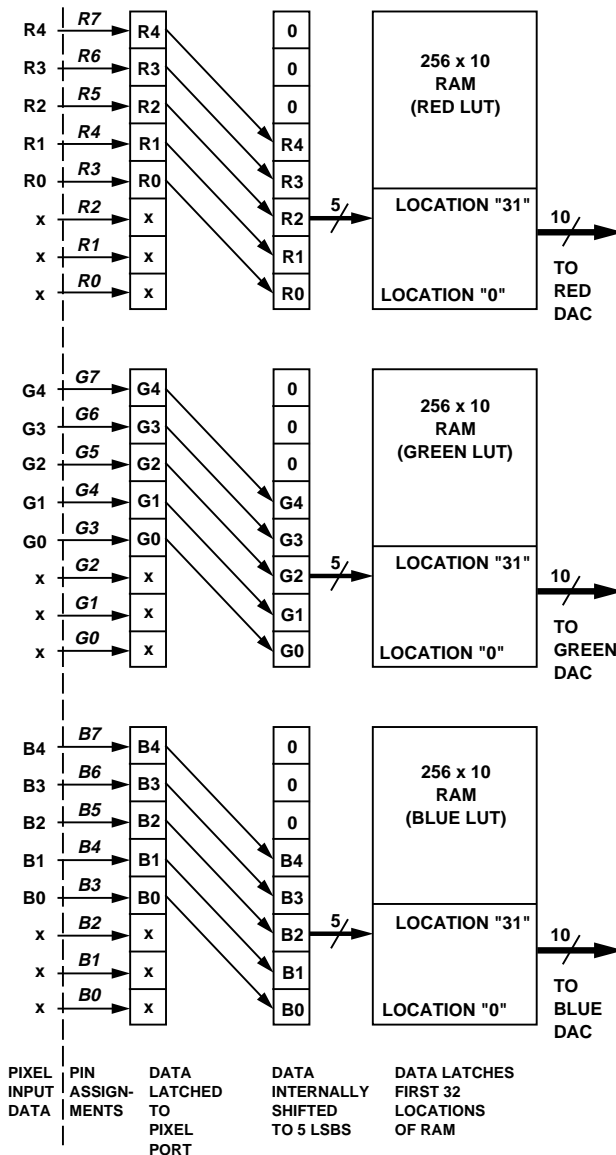 R4 R7 R4 0
R3 R6 R3 0
R2 R5 R2 0
R1 R4 R1 R4
R0 R3 R0 R3
x R2 x R2
x R1 x R1
x R0 x R0
5
256 x 10
RAM
(RED LUT)
LOCATION "31"
LOCATION "0"
10
TO
RED
DAC
G4 G7 G4 0
G3 G6 G3 0
G2 G5 G2 0
G1 G4 G1 G4
G0 G3 G0 G3
x G2 x G2
x G1 x G1
x G0 x G0
5
256 x 10
RAM
(GREEN LUT)
LOCATION "31"
LOCATION "0"
10
TO
GREEN
DAC
B4 B7 B4 0
B3 B6 B3 0
B2 B5 B2 0
B1 B4 B1 B4
B0 B3 B0 B3
x B2 x B2
x B1 x B1
x B0 x B0
5
256 x 10
RAM
(BLUE LUT)
LOCATION "31"
LOCATION "0"
10
TO
BLUE
DAC
PIXEL
INPUT
DATA
PIN
ASSIGN-
MENTS
DATA
LATCHED
TO
PIXEL
PORT
DATA
INTERNALLY
SHIFTED
TO 5 LSBS
DATA LATCHES
FIRST 32
LOCATIONS
OF RAM